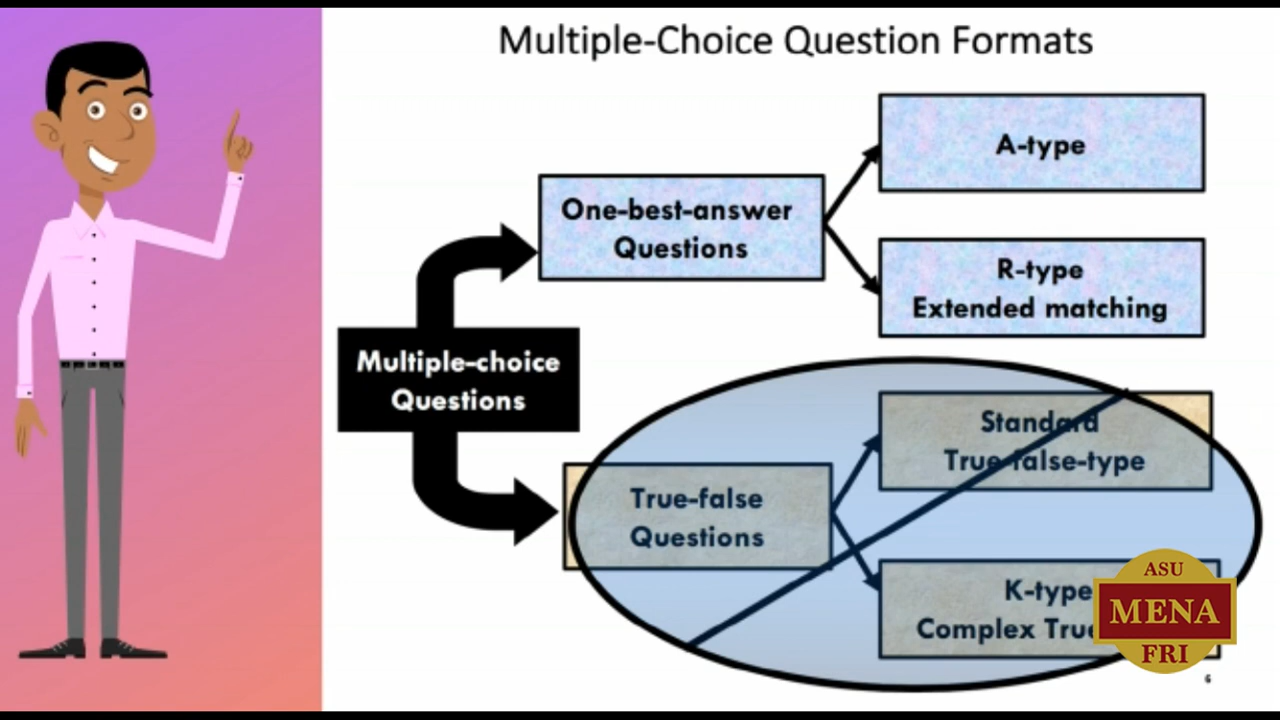 Multiple-Choice Question Formats
A-type
One-best-answer
Questions
R-type
Extended matching
Multiple-choice
Questions
Standard
True-false-type
True-false
Questions
K-type
Complex True
ASU
MENA
FRI
6